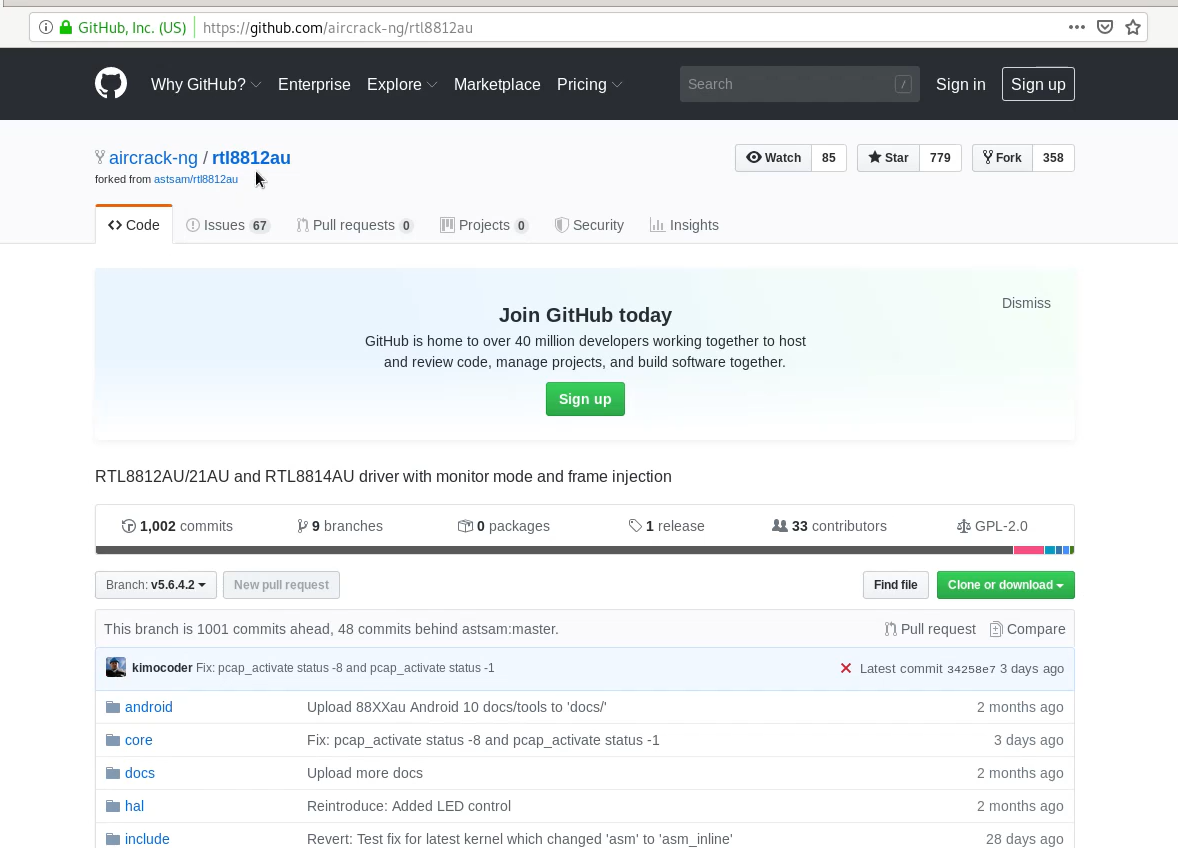 GitHub, Inc. (US) https://github.com/aircrack-ng/rtl8812au
Why GitHub? Enterprise Explore Marketplace Pricing Search / Sign in Sign up
aircrack-ng / rtl8812au Watch 85 Star 779 Fork 358
forked from astsam/rtl8812au
Code Issues 67 Pull requests 0 Projects 0 Security Insights
Dismiss
Join GitHub today
GitHub is home to over 40 million developers working together to host
and review code, manage projects, and build software together.
Sign up
RTL8812AU/21AU and RTL8814AU driver with monitor mode and frame injection
1,002 commits 9 branches 0 packages 1 release 33 contributors GPL-2.0
Branch: v5.6.4.2 New pull request Find file Clone or download
This branch is 1001 commits ahead, 48 commits behind astsam:master. Pull request Compare
kimocoder Fix: pcap_activate status -8 and pcap_activate status -1 Latest commit 34258e7 3 days ago
android Upload 88XXau Android 10 docs/tools to 'docs/' 2 months ago
core Fix: pcap_activate status -8 and pcap_activate status -1 3 days ago
docs Upload more docs 2 months ago
hal Reintroduce: Added LED control 2 months ago
include Revert: Test fix for latest kernel which changed 'asm' to 'asm_inline' 28 days ago